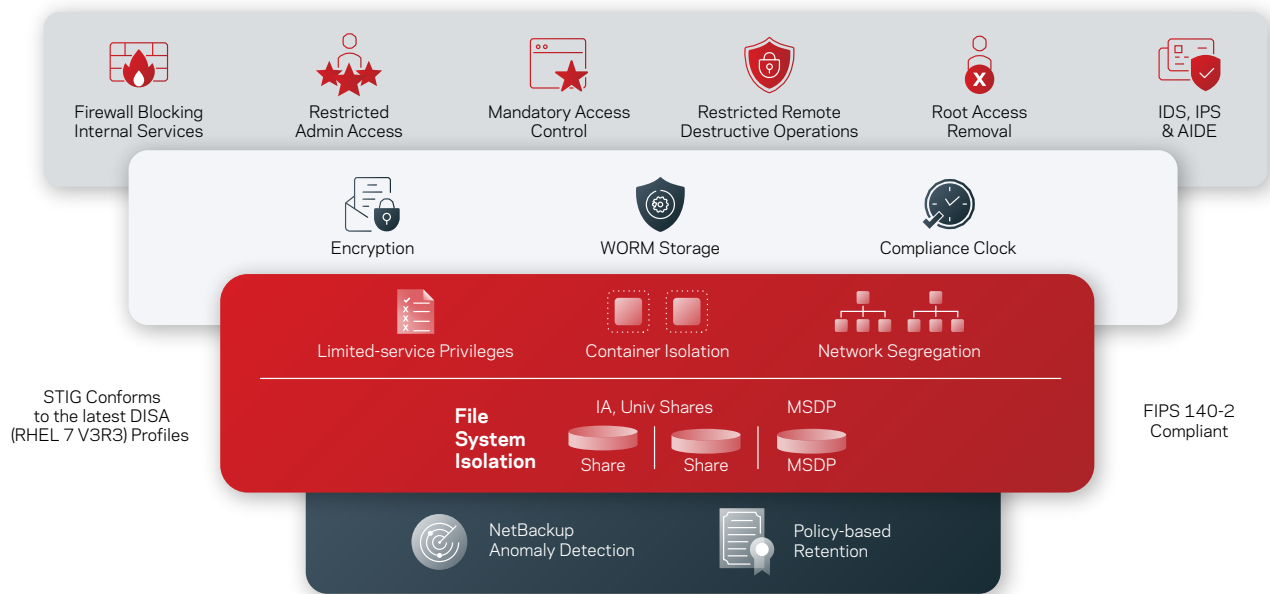 Firewall Blocking
Internal Services
Restricted
Admin Access
Mandatory Access
Control
Restricted Remote
Destructive Operations
Root Access
Removal
IDS, IPS
& AIDE
X
Encryption
WORM Storage
Compliance Clock
Limited-service Privileges
Container Isolation
Network Segregation
STIG Conforms
to the latest DISA
(RHEL 7 V3R3) Profiles
File
System
Isolation
IA, Univ Shares
MSDP
Share
Share
MSDP
FIPS 140-2
Compliant
NetBackup
Anomaly Detection
Policy-based
Retention